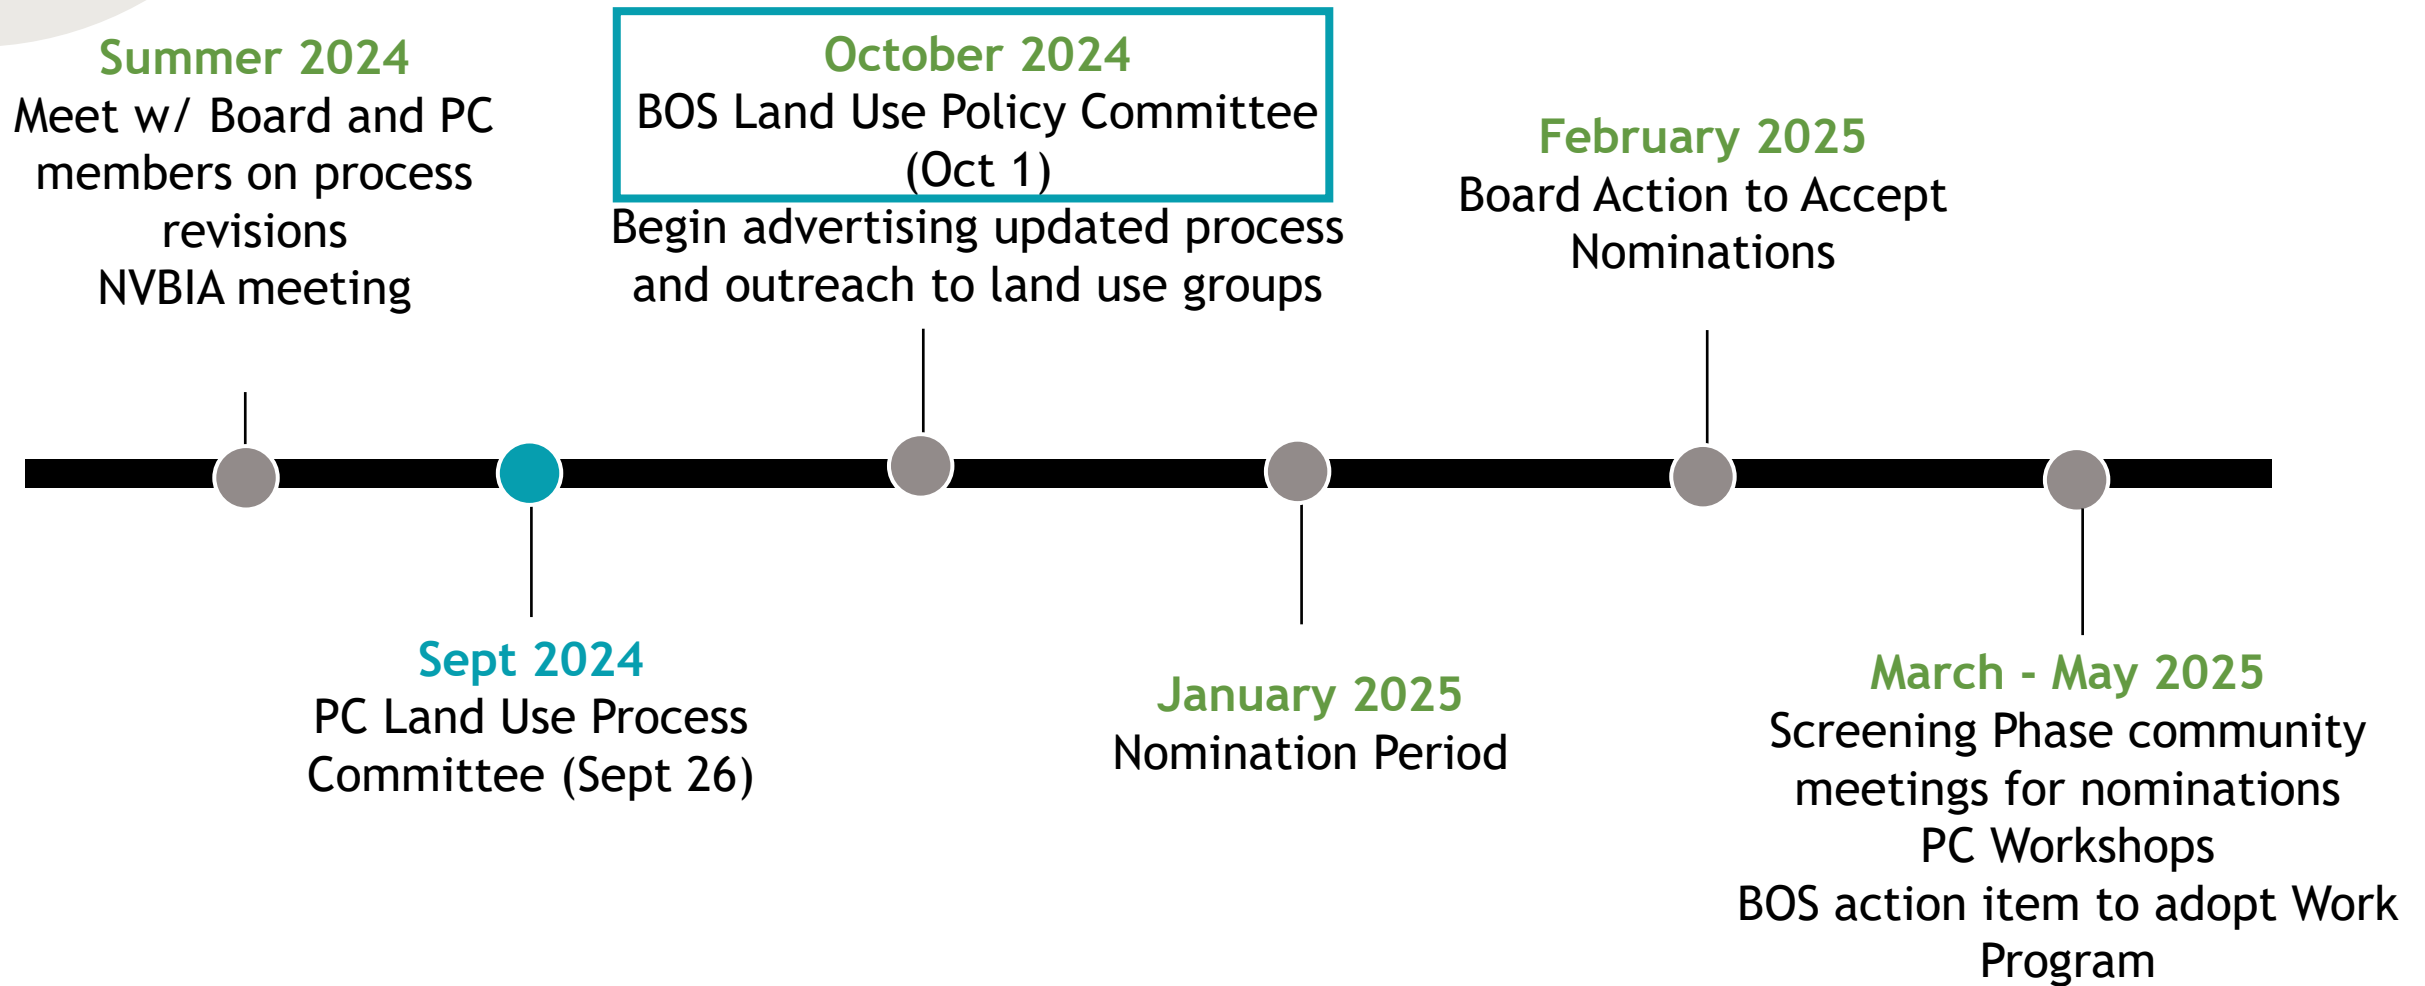 Summer 2024
Meet w/ Board and PC
members on process
revisions
NVBIA meeting
Sept 2024
PC Land Use Process
Committee (Sept 26)
October 2024
BOS Land Use Policy Committee
(Oct 1)
Begin advertising updated process
and outreach to land use groups
January 2025
Nomination Period
February 2025
Board Action to Accept
Nominations
March - May 2025
Screening Phase community
meetings for nominations
PC Workshops
BOS action item to adopt Work
Program